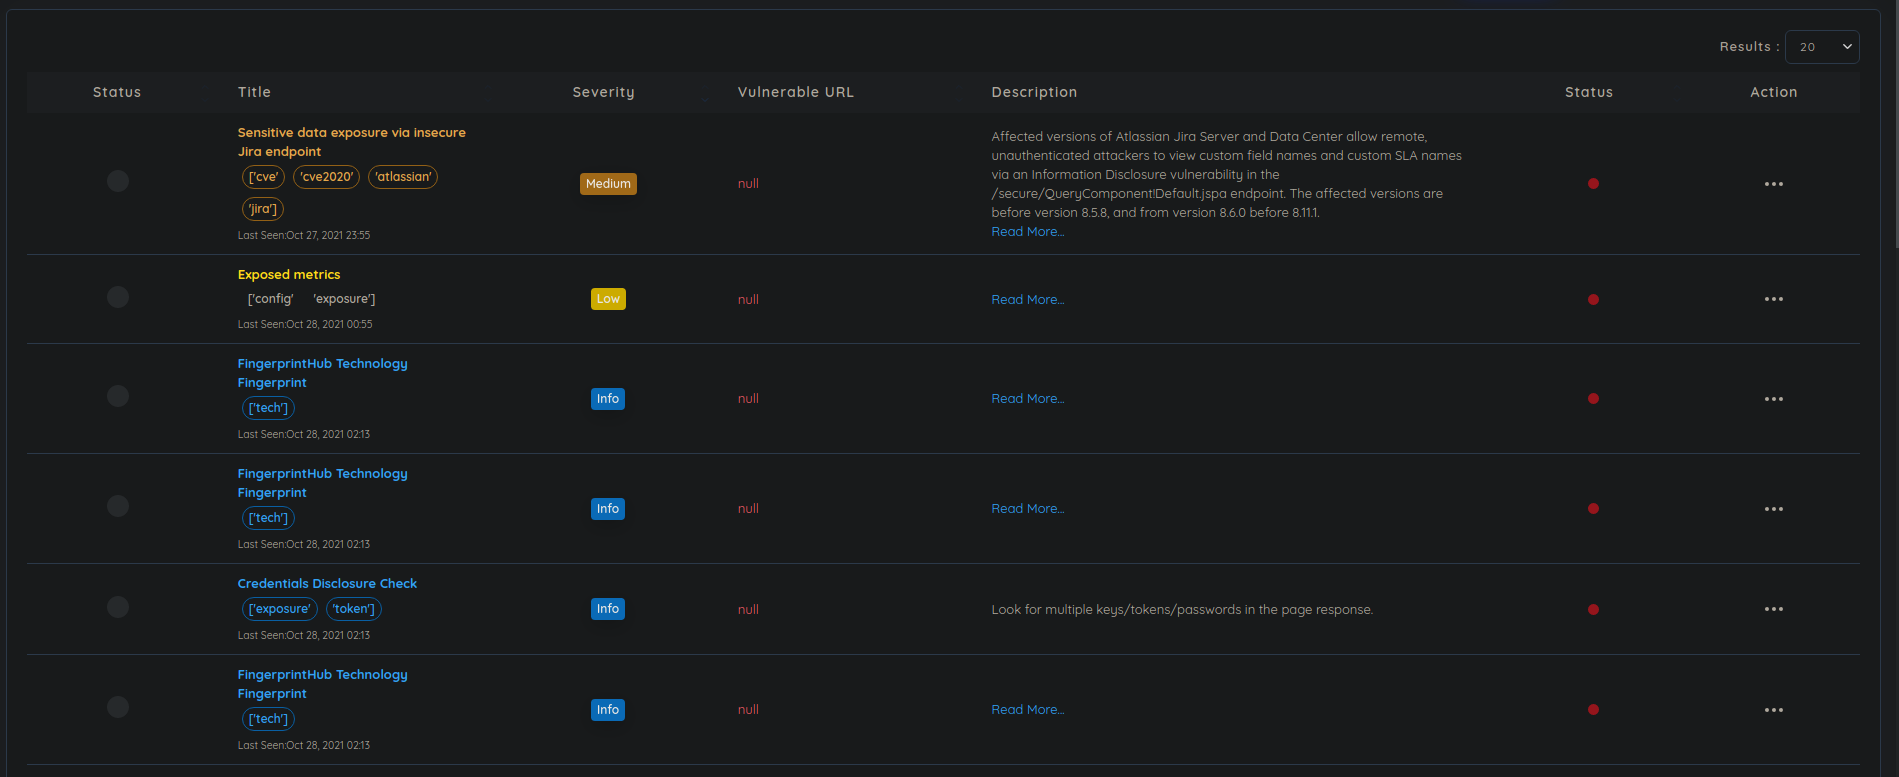 Results : 20
Status Title Severity Vulnerable URL Description Status Action
Sensitive data exposure via insecure
Jira endpoint
['cve' 'cve2020' 'atlassian'
'jira']
Last Seen:Oct 27, 2021 23:55
Medium
null
Affected versions of Atlassian Jira Server and Data Center allow remote,
unauthenticated attackers to view custom field names and custom SLA names
via an Information Disclosure vulnerability in the
/secure/QueryComponent!Default.jspa endpoint. The affected versions are
before version 8.5.8, and from version 8.6.0 before 8.11.1.
Read More...
Exposed metrics
['config' 'exposure']
Last Seen:Oct 28, 2021 00:55
Low
null
Read More...
FingerprintHub Technology
Fingerprint
['tech']
Last Seen:Oct 28, 2021 02:13
Info
null
Read More...
FingerprintHub Technology
Fingerprint
['tech']
Last Seen:Oct 28, 2021 02:13
Info
null
Read More...
Credentials Disclosure Check
['exposure' 'token']
Last Seen:Oct 28, 2021 02:13
Info
null
Look for multiple keys/tokens/passwords in the page response.
FingerprintHub Technology
Fingerprint
['tech']
Last Seen:Oct 28, 2021 02:13
Info
null
Read More...